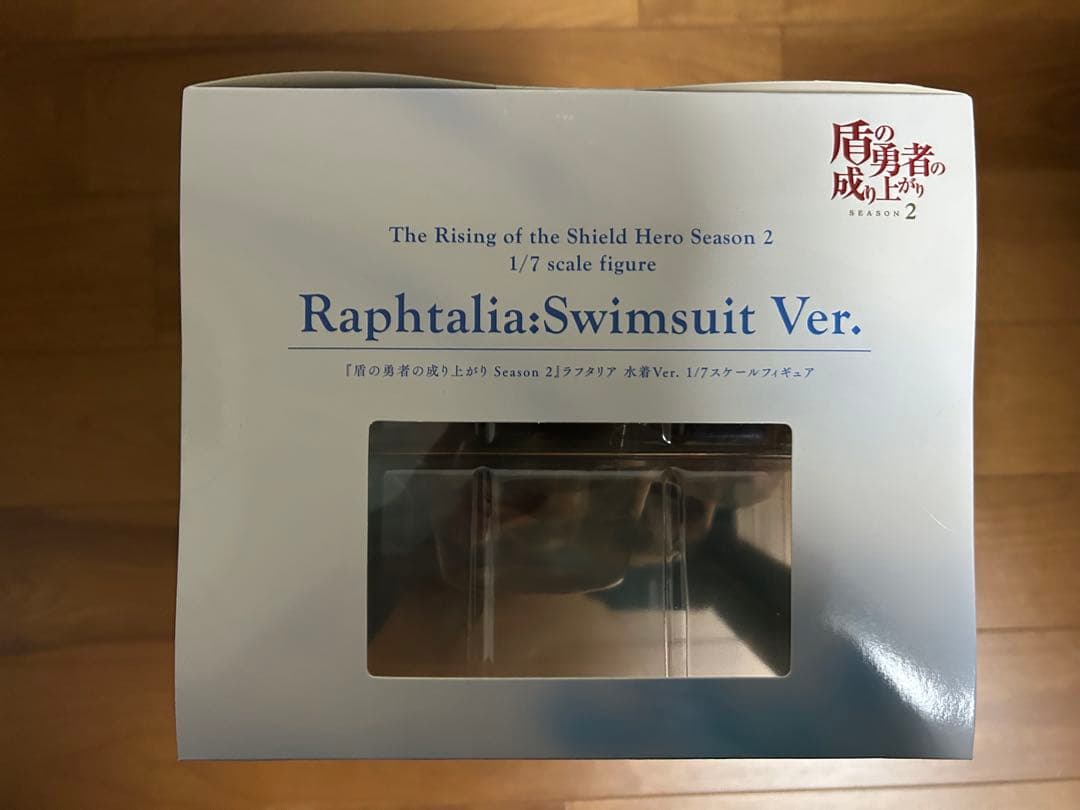 盾の勇者の
成り上がり
SEASON 2
The Rising of the Shield Hero Season 2
1/7 scale figure
Raphtalia:Swimsuit Ver.
『盾の勇者の成り上がり Season 2』ラフタリア 水着Ver. 1/7スケールフィギュア